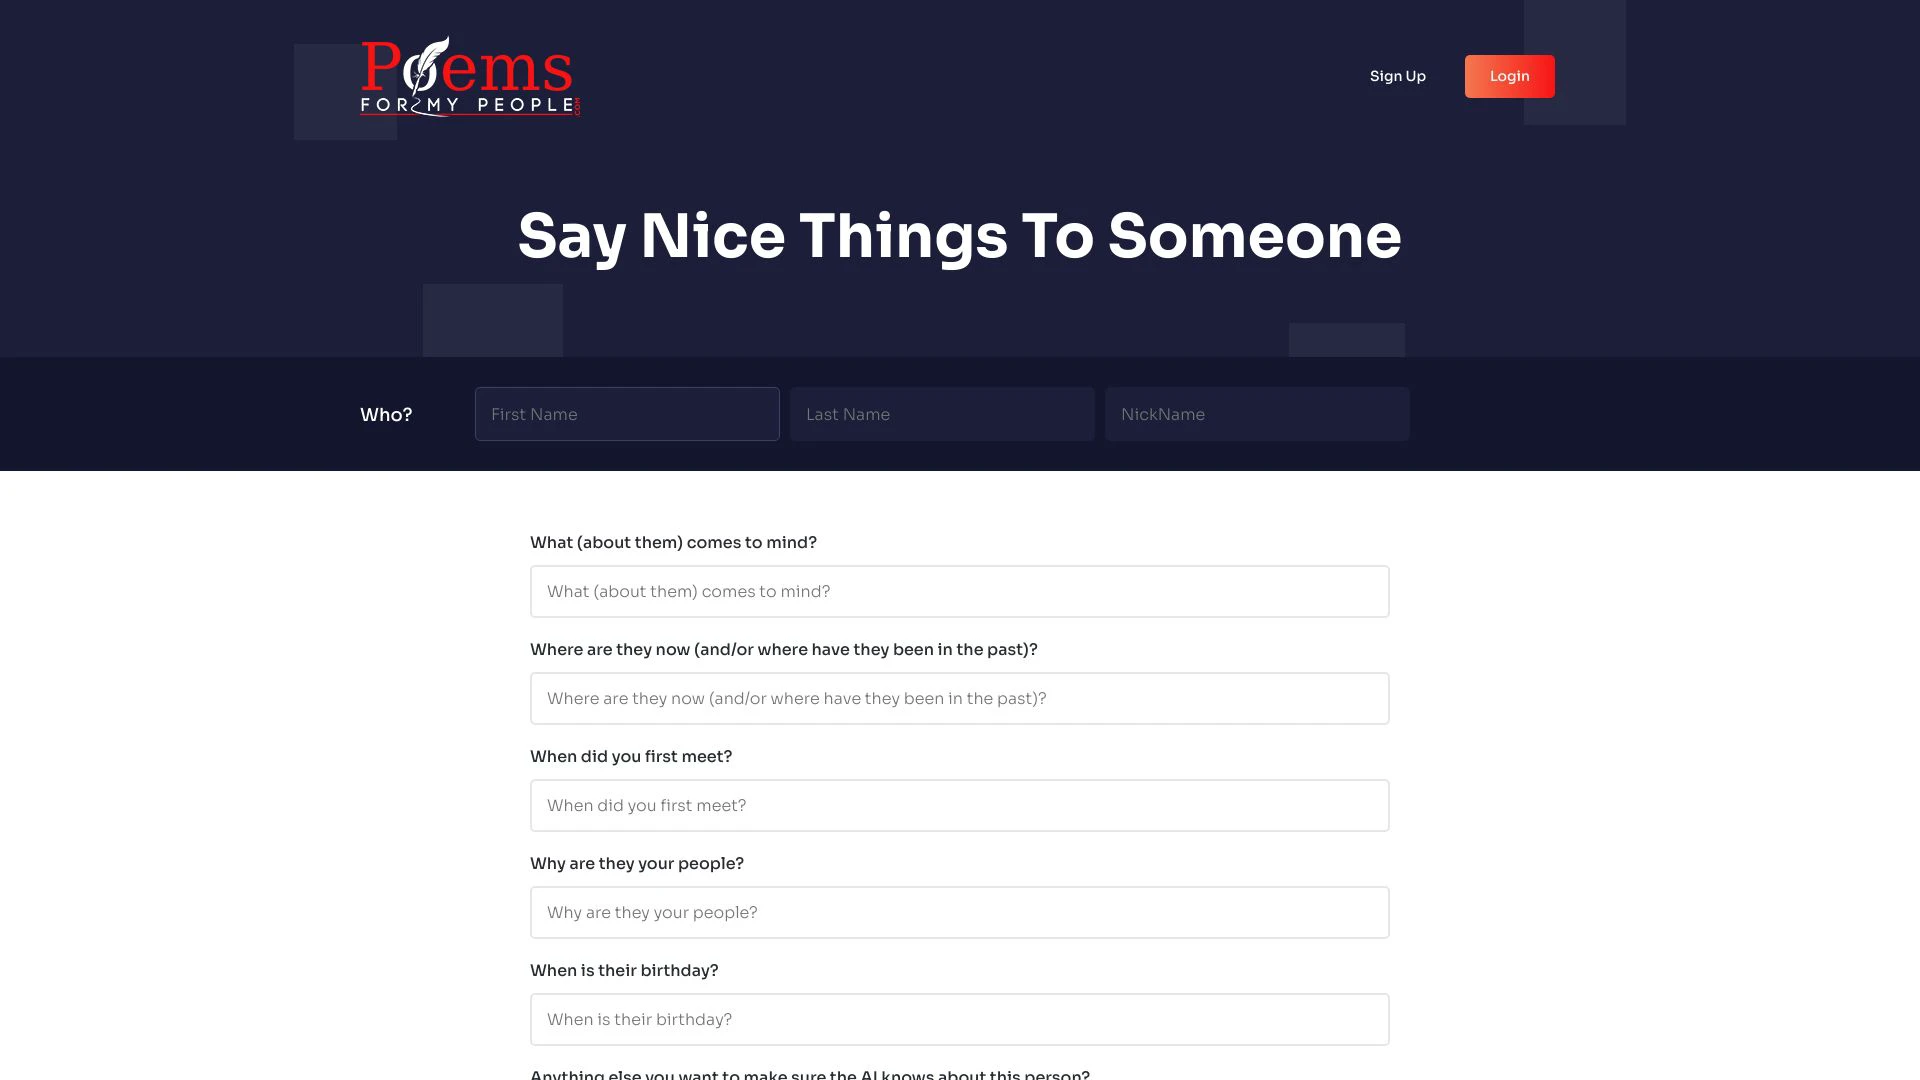 Poems
FOR MY PEOPLE .COM
Sign Up
Login
Say Nice Things To Someone
Who?
First Name
Last Name
NickName
What (about them) comes to mind?
What (about them) comes to mind?
Where are they now (and/or where have they been in the past)?
Where are they now (and/or where have they been in the past)?
When did you first meet?
When did you first meet?
Why are they your people?
Why are they your people?
When is their birthday?
When is their birthday?
Anything else you want to make sure the AI knows about this person?